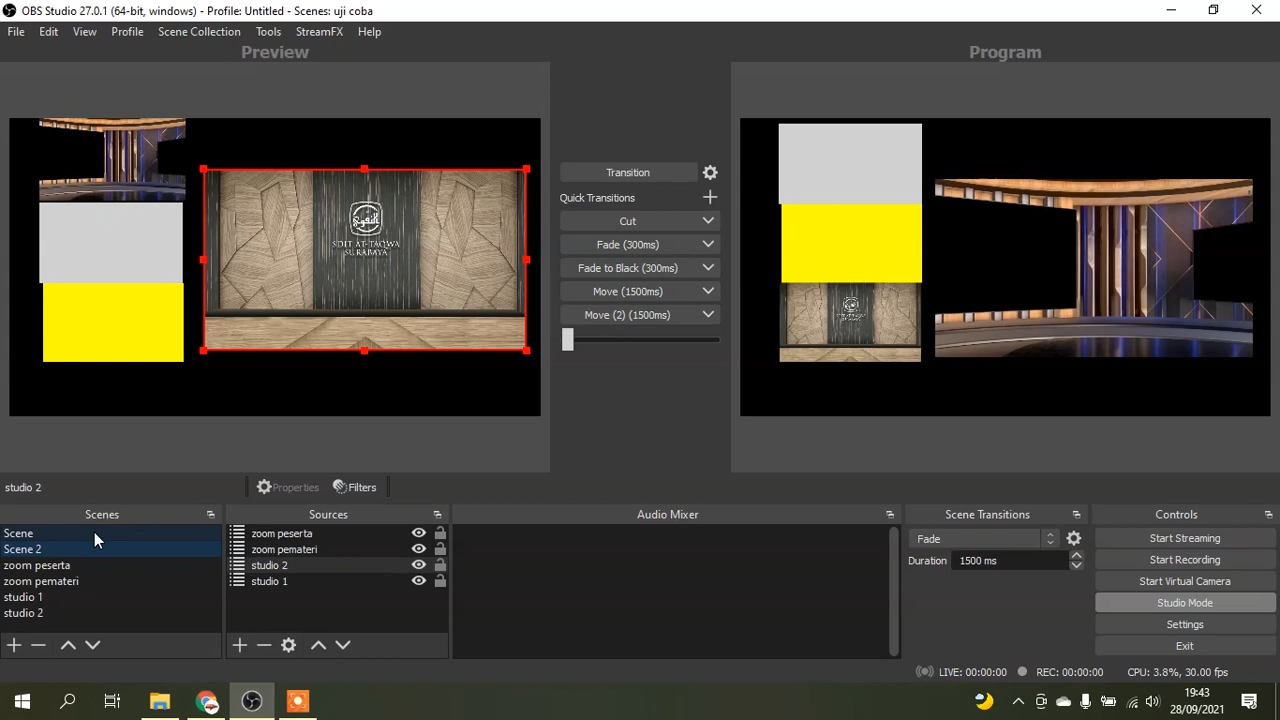 OBS Studio 27.0.1 (64-bit, windows) - Profile: Untitled - Scenes: uji coba
File Edit View Docks Profile Scene Collection Tools StreamFX Help
Preview
Program
SDIT AT-TAQWA
SURABAYA
Transition
Quick Transitions
Cut
Fade (300ms)
Fade to Black (300ms)
Move (1500ms)
Move (2) (1500ms)
studio 2
Properties
Filters
Scenes
Scene
Scene 2
zoom peserta
zoom pemateri
studio 1
studio 2
Sources
zoom peserta
zoom pemateri
studio 2
studio 1
Audio Mixer
Scene Transitions
Fade
Duration 1500 ms
Controls
Start Streaming
Start Recording
Start Virtual Camera
Studio Mode
Settings
Exit
LIVE: 00:00:00 REC: 00:00:00 CPU: 3.8%, 30.00 fps
19:43
28/09/2021